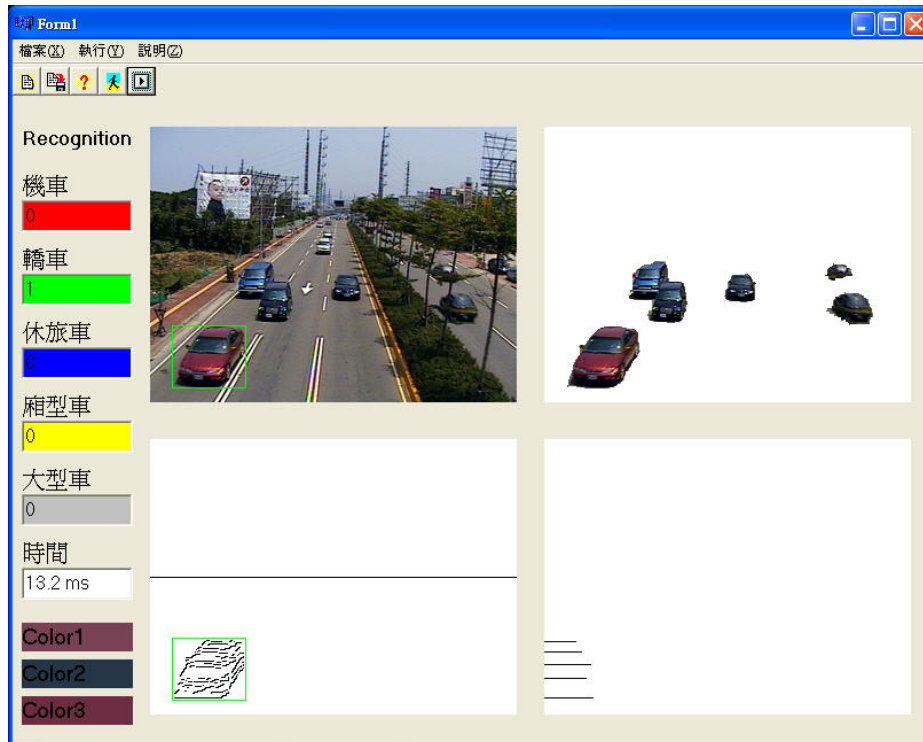 Form1
檔案(X) 執行(Y) 說明(Z)
Recognition
機車
0
轎車
1
休旅車
0
廂型車
0
大型車
0
時間
13.2 ms
Color1
Color2
Color3